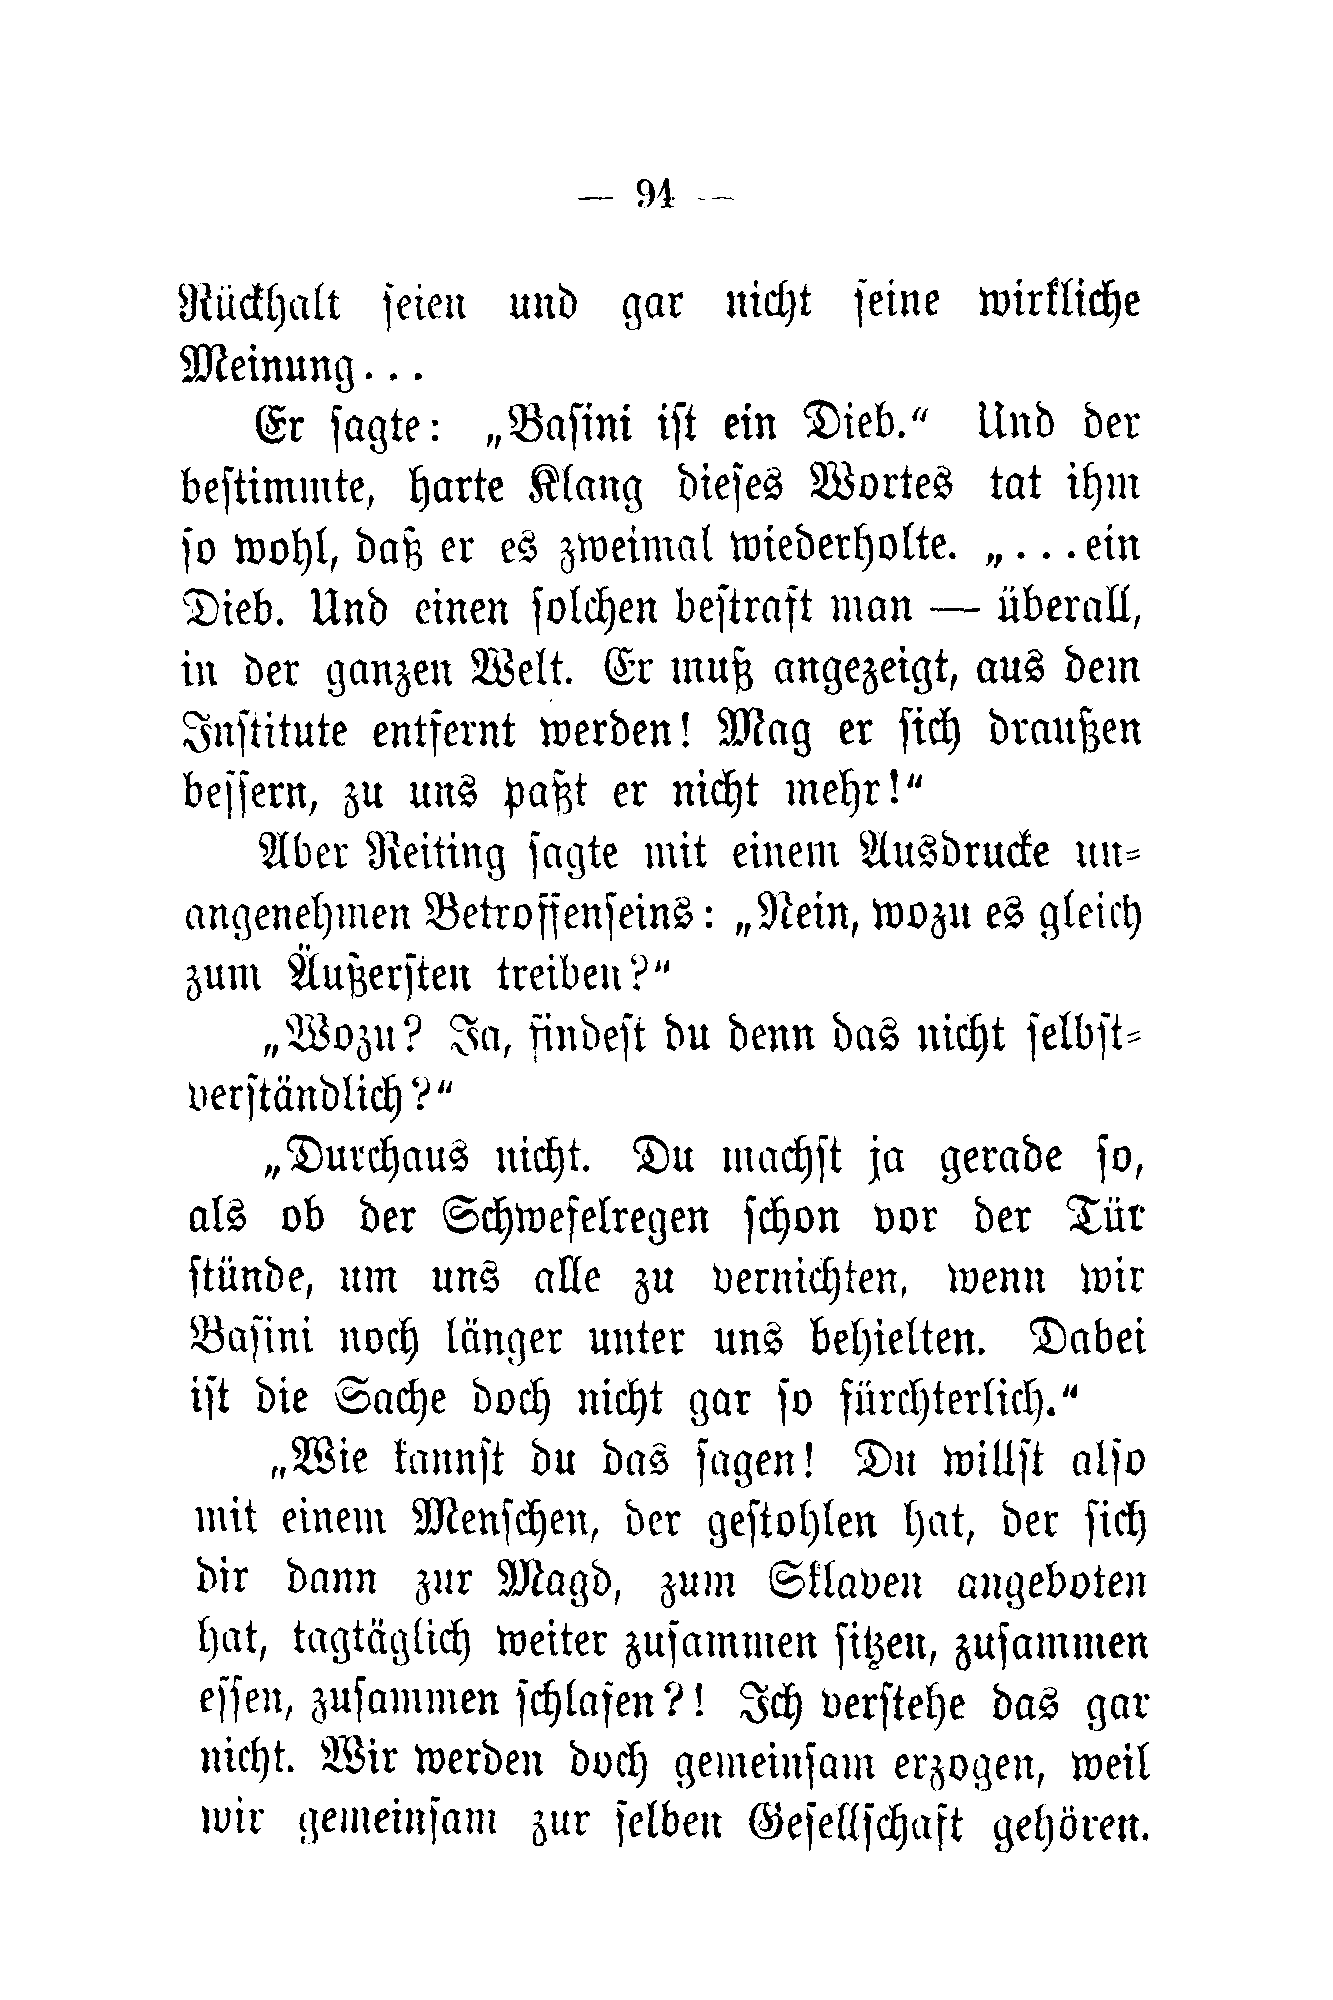 — 94 —
Rückhalt seien und gar nicht seine wirkliche
Meinung...
Er sagte: „Basini ist ein Dieb.“ Und der
bestimmte, harte Klang dieses Wortes tat ihm
so wohl, daß er es zweimal wiederholte. „...ein
Dieb. Und einen solchen bestraft man — überall,
in der ganzen Welt. Er muß angezeigt, aus dem
Institute entfernt werden! Mag er sich draußen
bessern, zu uns paßt er nicht mehr!“
Aber Reiting sagte mit einem Ausdrucke un-
angenehmen Betroffenseins: „Nein, wozu es gleich
zum Äußersten treiben?“
„Wozu? Ja, findest du denn das nicht selbst-
verständlich?“
„Durchaus nicht. Du machst ja gerade so,
als ob der Schwefelregen schon vor der Tür
stünde, um uns alle zu vernichten, wenn wir
Basini noch länger unter uns behielten. Dabei
ist die Sache doch nicht gar so fürchterlich.“
„Wie kannst du das sagen! Du willst also
mit einem Menschen, der gestohlen hat, der sich
dir dann zur Magd, zum Sklaven angeboten
hat, tagtäglich weiter zusammen sitzen, zusammen
essen, zusammen schlafen?! Ich verstehe das gar
nicht. Wir werden doch gemeinsam erzogen, weil
wir gemeinsam zur selben Gesellschaft gehören.